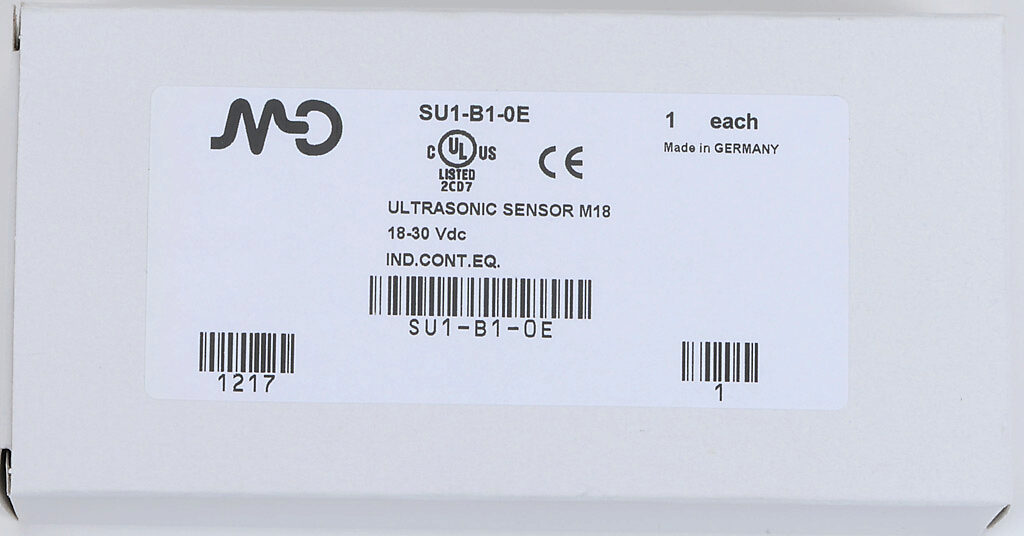 SU1-B1-0E
1 each
Made in GERMANY
C UL US
LISTED
2CD7
CE
ULTRASONIC SENSOR M18
18-30 Vdc
IND.CONT.EQ.
SU1-B1-0E
1217
1